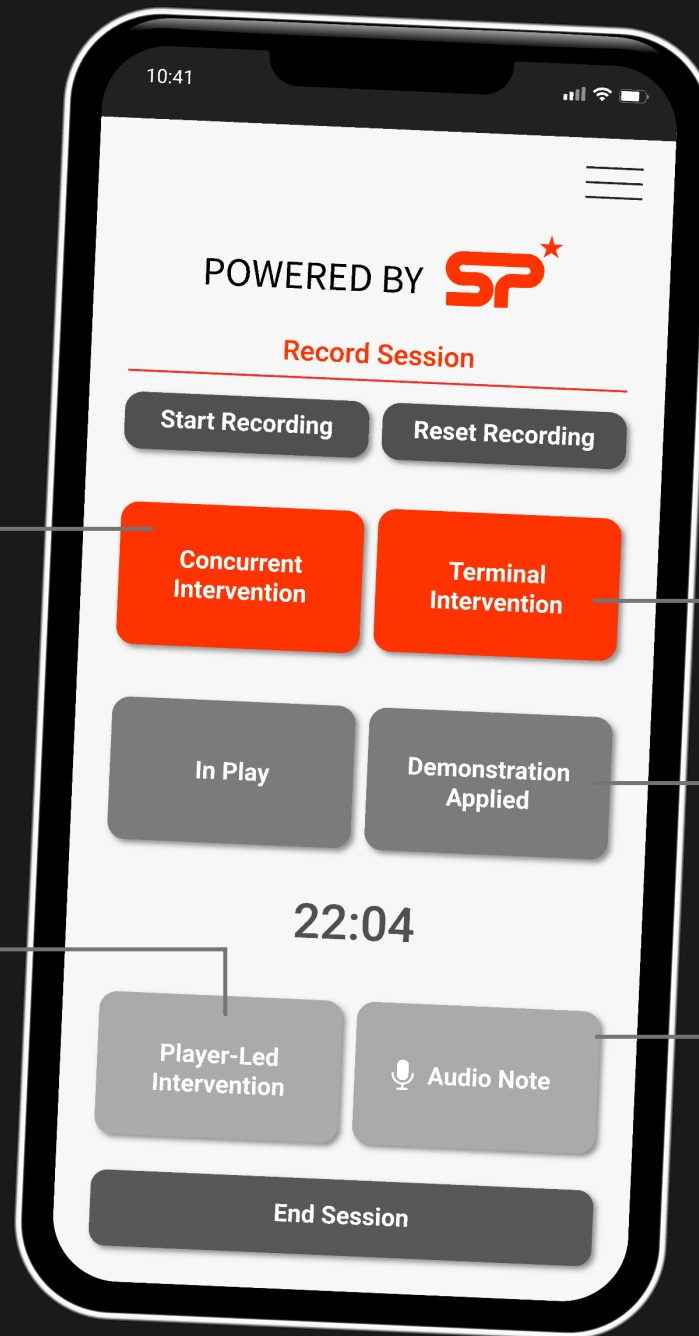 10:41
POWERED BY SP
Record Session
Start Recording
Reset Recording
Concurrent
Intervention
Terminal
Intervention
In Play
Demonstration
Applied
22:04
Player-Led
Intervention
Audio Note
End Session